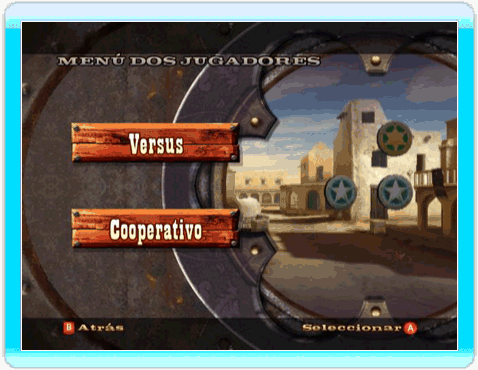 MENÚ DOS JUGADORES
Versus
Cooperativo
B Atrás
Seleccionar A